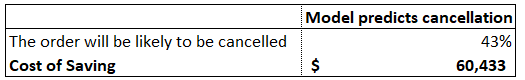 Model predicts cancellation
The order will be likely to be cancelled 43%
Cost of Saving $ 60,433